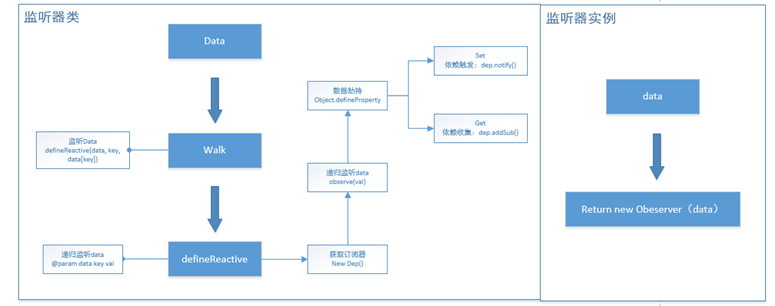 监听器类
Data
Walk
监听Data
defineReactive(data, key,
data[key])
defineReactive
递归监听data
@param data key val
获取订阅器
New Dep()
递归监听data
observe(val)
数据劫持
Object.defineProperty
Set
依赖触发：dep.notify()
Get
依赖收集：dep.addSub()
监听器实例
data
Return new Obeserver（data）